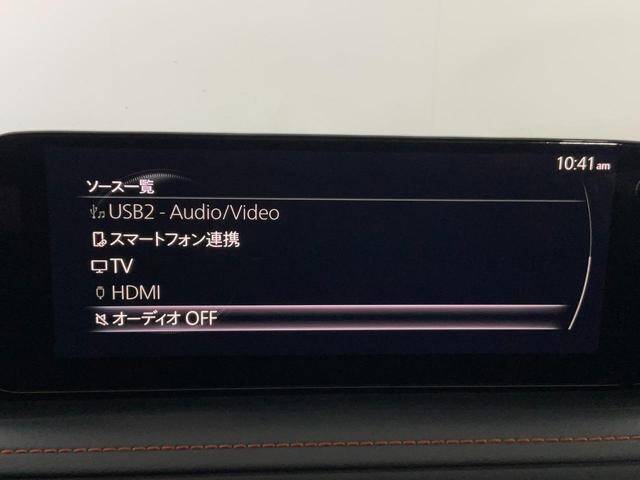 10:41 am
ソース一覧
USB2 - Audio/Video
スマートフォン連携
TV
HDMI
オーディオ OFF